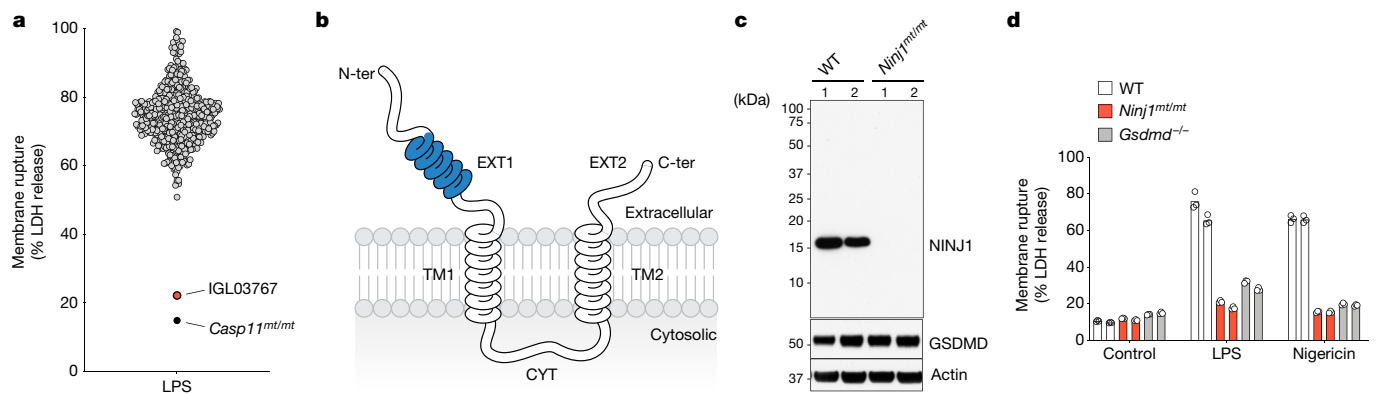 a
100
80
60
40
20
0
Membrane rupture
(% LDH release)
IGL03767
Casp11mt/mt
LPS
b
N-ter
EXT1
EXT2
C-ter
Extracellular
TM1
TM2
Cytosolic
CYT
c
WT
Ninj1mt/mt
1 2 1 2
(kDa)
100
75
50
37
25
20
15
10
NINJ1
50
GSDMD
37
Actin
d
WT
Ninj1mt/mt
Gsdmd−/−
100
80
60
40
20
0
Membrane rupture
(% LDH release)
Control LPS Nigericin